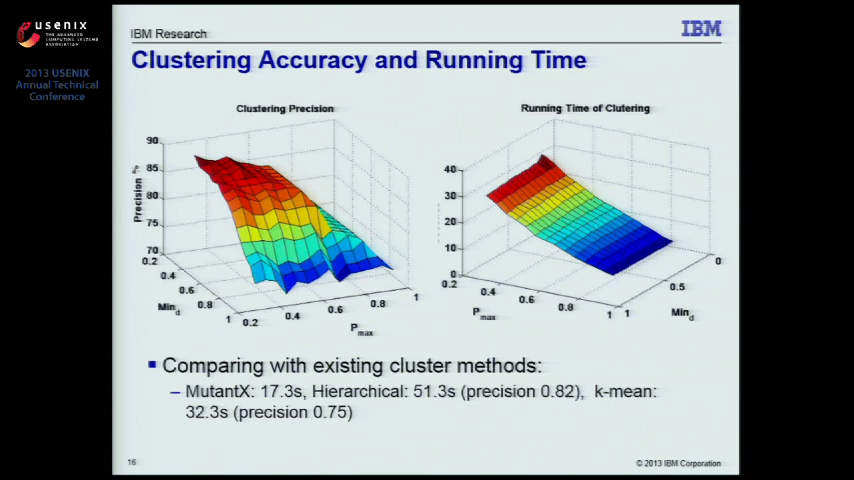 usenix
THE ADVANCED
COMPUTING SYSTEMS
ASSOCIATION
2013 USENIX
Annual Technical
Conference
IBM Research
IBM
Clustering Accuracy and Running Time
Clustering Precision
90
85
80
75
70
Precision %
0.2
0.4
0.6
0.8
1
Min_d
0.2
0.4
0.6
0.8
1
P_max
Running Time of Clutering
40
30
20
10
0
0.2
0.4
0.6
0.8
1
P_max
1
0.5
0
Min_d
Comparing with existing cluster methods:
– MutantX: 17.3s, Hierarchical: 51.3s (precision 0.82), k-mean:
32.3s (precision 0.75)
16
© 2013 IBM Corporation